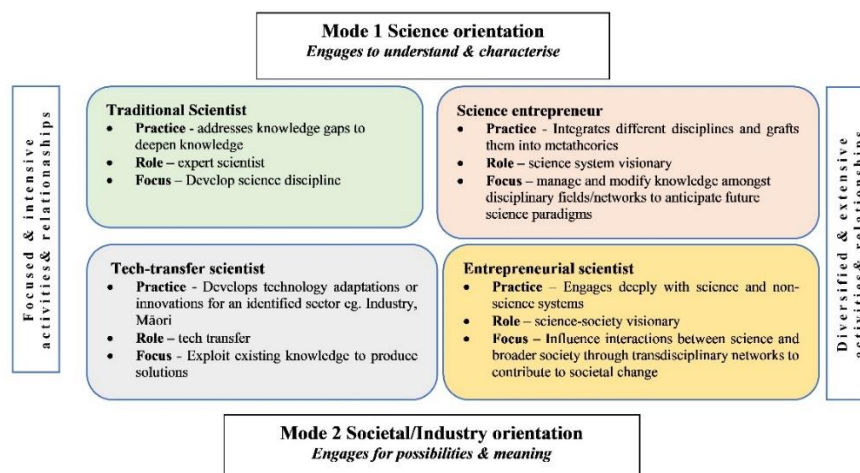 Mode 1 Science orientation
Engages to understand & characterise
Focused & intensive
activities& relationahips
Traditional Scientist
• Practice - addresses knowledge gaps to
deepen knowledge
• Role – expert scientist
• Focus – Develop science discipline
Science entrepreneur
• Practice - Integrates different disciplines and grafts
them into metatheories
• Role – science system visionary
• Focus – manage and modify knowledge amongst
disciplinary fields/networks to anticipate future
science paradigms
Tech-transfer scientist
• Practice - Develops technology adaptations or
innovations for an identified sector eg. Industry,
Māori
• Role – tech transfer
• Focus - Exploit existing knowledge to produce
solutions
Entrepreneurial scientist
• Practice – Engages deeply with science and non-
science systems
• Role – science-society visionary
• Focus – Influence interactions between science and
broader society through transdisciplinary networks to
contribute to societal change
Diversified & extensive
activities & relationships
Mode 2 Societal/Industry orientation
Engages for possibilities & meaning